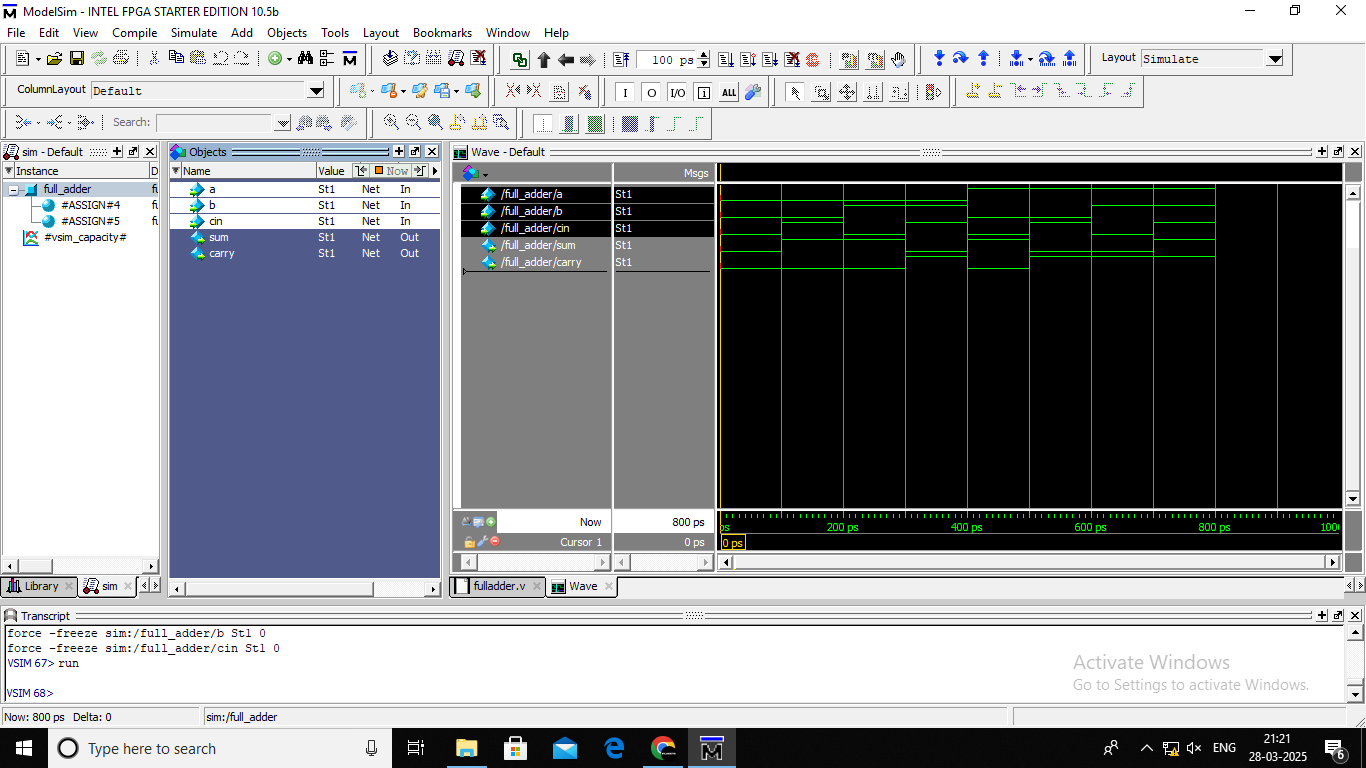 ModelSim - INTEL FPGA STARTER EDITION 10.5b
File Edit View Compile Simulate Add Objects Tools Layout Bookmarks Window Help
100 ps
Layout Simulate
ColumnLayout Default
I O I/O i ALL
Search:
sim - Default
Instance D
full_adder fu
#ASSIGN#4 fu
#ASSIGN#5 fu
#vsim_capacity#
Library sim
Objects
Name Value Now
a St1 Net In
b St1 Net In
cin St1 Net In
sum St1 Net Out
carry St1 Net Out
Wave - Default
Msgs
/full_adder/a St1
/full_adder/b St1
/full_adder/cin St1
/full_adder/sum St1
/full_adder/carry St1
Now 800 ps
Cursor 1 0 ps
ps 200 ps 400 ps 600 ps 800 ps 1000
0 ps
fulladder.v Wave
Transcript
force -freeze sim:/full_adder/b St1 0
force -freeze sim:/full_adder/cin St1 0
VSIM 67> run
VSIM 68>
Activate Windows
Go to Settings to activate Windows.
Now: 800 ps Delta: 0 sim:/full_adder
Type here to search
ENG
21:21
28-03-2025
6